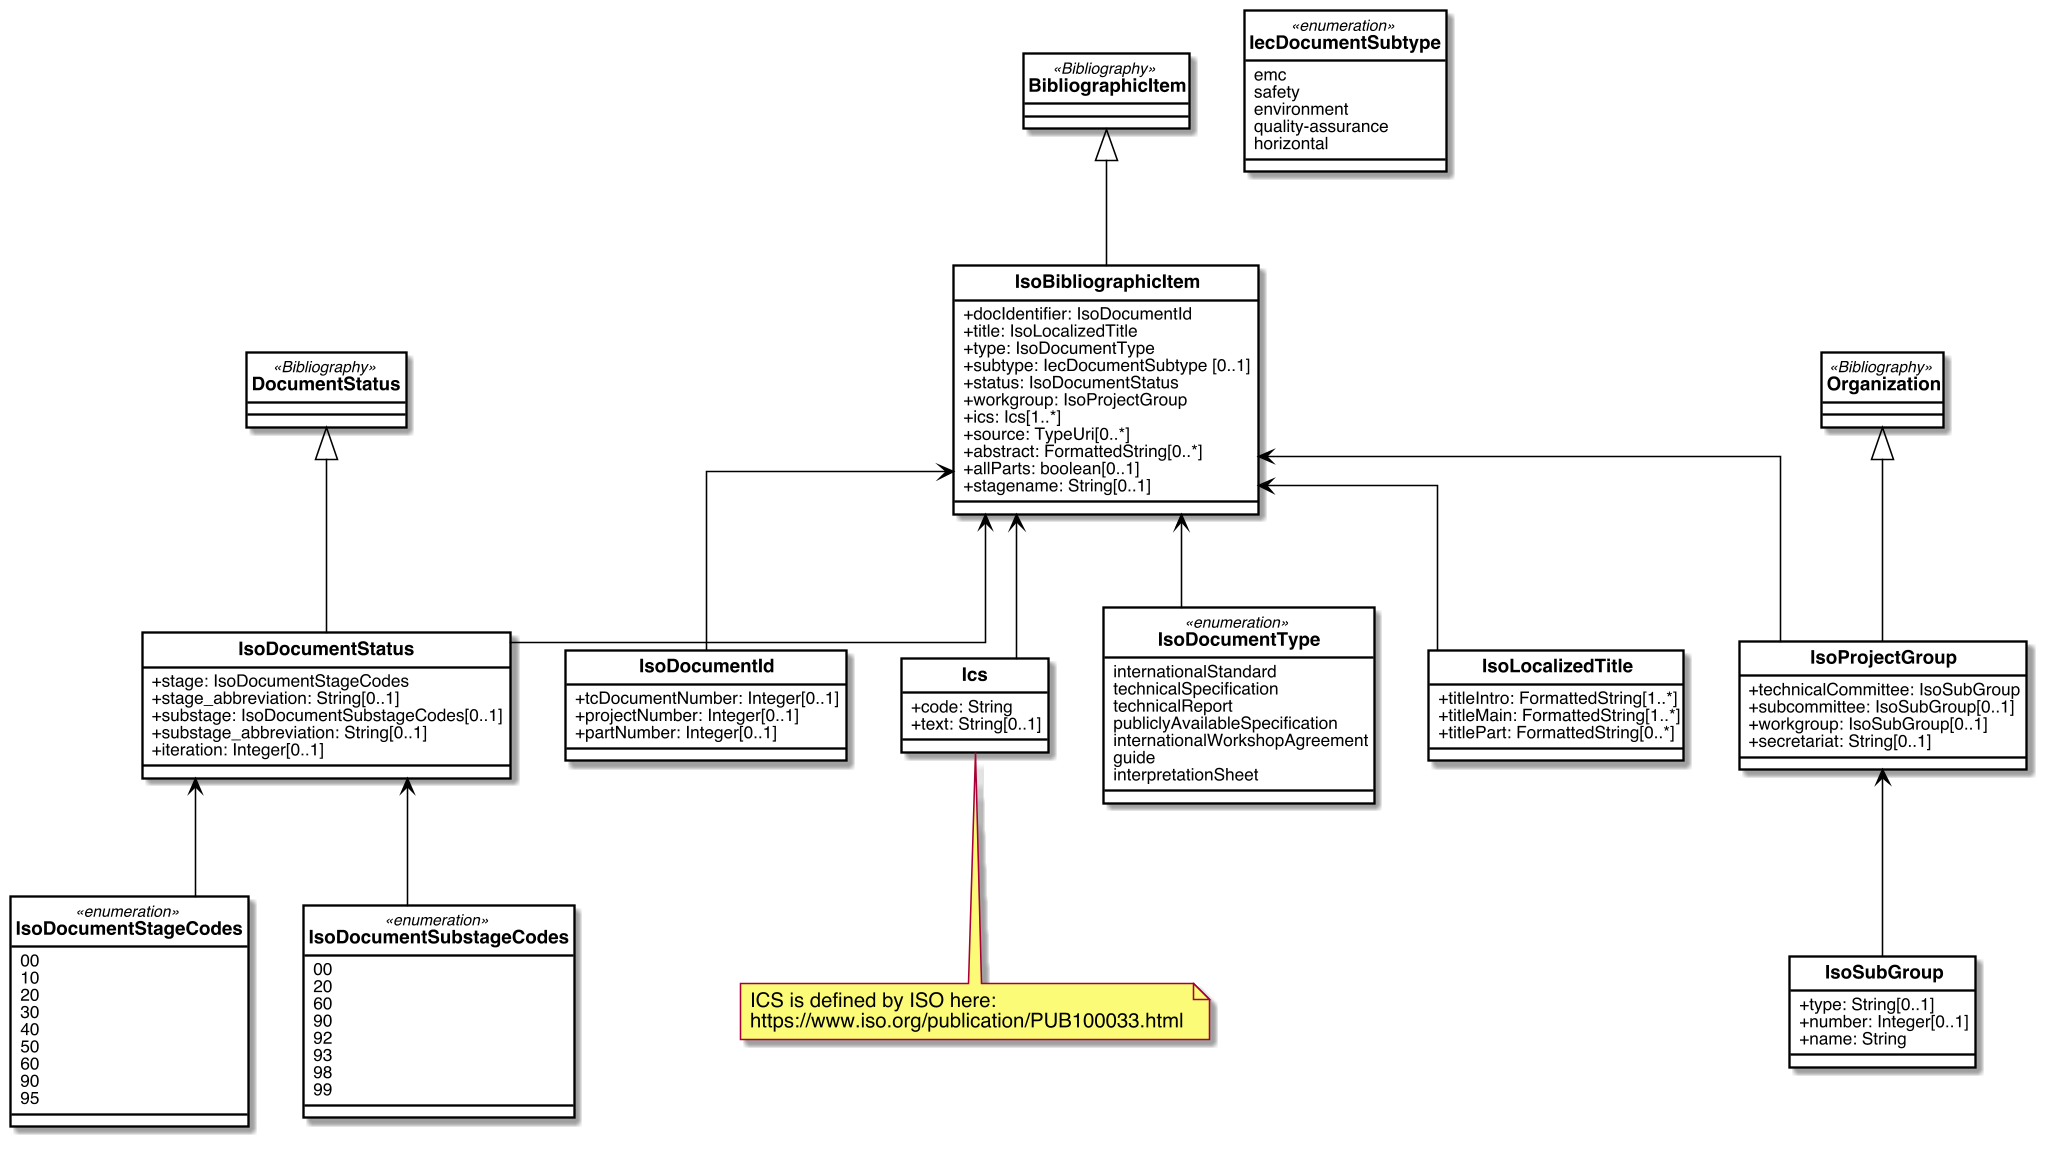 «enumeration»
IecDocumentSubtype
emc
safety
environment
quality-assurance
horizontal
«Bibliography»
BibliographicItem
IsoBibliographicItem
+docIdentifier: IsoDocumentId
+title: IsoLocalizedTitle
+type: IsoDocumentType
+subtype: IecDocumentSubtype [0..1]
+status: IsoDocumentStatus
+workgroup: IsoProjectGroup
+ics: Ics[1..*]
+source: TypeUri[0..*]
+abstract: FormattedString[0..*]
+allParts: boolean[0..1]
+stagename: String[0..1]
«Bibliography»
DocumentStatus
«Bibliography»
Organization
IsoDocumentStatus
+stage: IsoDocumentStageCodes
+stage_abbreviation: String[0..1]
+substage: IsoDocumentSubstageCodes[0..1]
+substage_abbreviation: String[0..1]
+iteration: Integer[0..1]
IsoDocumentId
+tcDocumentNumber: Integer[0..1]
+projectNumber: Integer[0..1]
+partNumber: Integer[0..1]
Ics
+code: String
+text: String[0..1]
«enumeration»
IsoDocumentType
internationalStandard
technicalSpecification
technicalReport
publiclyAvailableSpecification
internationalWorkshopAgreement
guide
interpretationSheet
IsoLocalizedTitle
+titleIntro: FormattedString[1..*]
+titleMain: FormattedString[1..*]
+titlePart: FormattedString[0..*]
IsoProjectGroup
+technicalCommittee: IsoSubGroup
+subcommittee: IsoSubGroup[0..1]
+workgroup: IsoSubGroup[0..1]
+secretariat: String[0..1]
«enumeration»
IsoDocumentStageCodes
00
10
20
30
40
50
60
90
95
«enumeration»
IsoDocumentSubstageCodes
00
20
60
90
92
93
98
99
ICS is defined by ISO here:
https://www.iso.org/publication/PUB100033.html
IsoSubGroup
+type: String[0..1]
+number: Integer[0..1]
+name: String